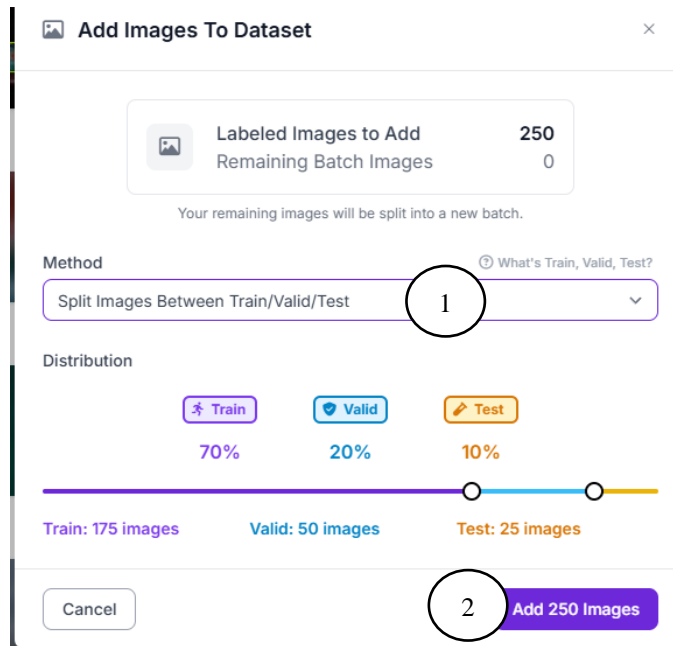 Add Images To Dataset
Labeled Images to Add 250
Remaining Batch Images 0
Your remaining images will be split into a new batch.
Method What's Train, Valid, Test?
Split Images Between Train/Valid/Test 1
Distribution
Train Valid Test
70% 20% 10%
Train: 175 images Valid: 50 images Test: 25 images
Cancel 2 Add 250 Images